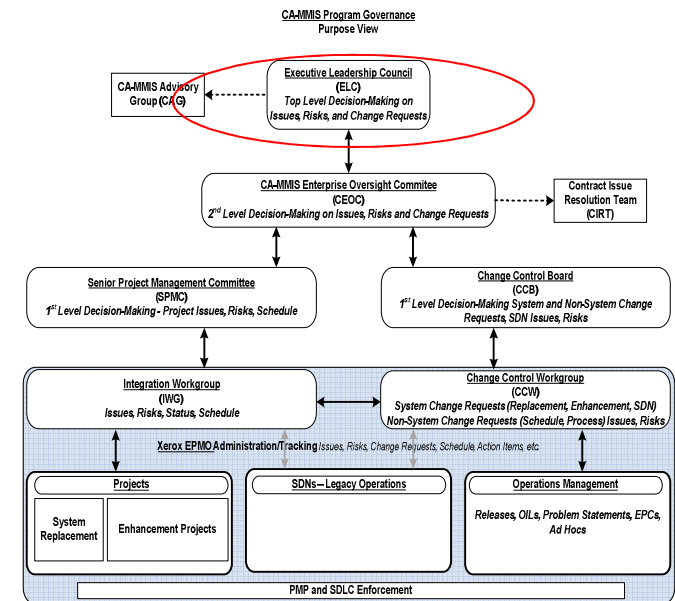 CA-MMIS Program Governance
Purpose View
Executive Leadership Council
(ELC)
Top Level Decision-Making on
Issues, Risks, and Change Requests
CA-MMIS Advisory
Group (CAG)
CA-MMIS Enterprise Oversight Commitee
(CEOC)
2nd Level Decision-Making on Issues, Risks and Change Requests
Contract Issue
Resolution Team
(CIRT)
Senior Project Management Committee
(SPMC)
1st Level Decision-Making - Project Issues, Risks, Schedule
Change Control Board
(CCB)
1st Level Decision-Making System and Non-System Change
Requests, SDN Issues, Risks
Integration Workgroup
(IWG)
Issues, Risks, Status, Schedule
Change Control Workgroup
(CCW)
System Change Requests (Replacement, Enhancement, SDN)
Non-System Change Requests (Schedule, Process) Issues, Risks
Xerox EPMO Administration/Tracking Issues, Risks, Change Requests, Schedule, Action Items, etc.
Projects
System
Replacement
Enhancement Projects
SDNs—Legacy Operations
Operations Management
Releases, OILs, Problem Statements, EPCs,
Ad Hocs
PMP and SDLC Enforcement